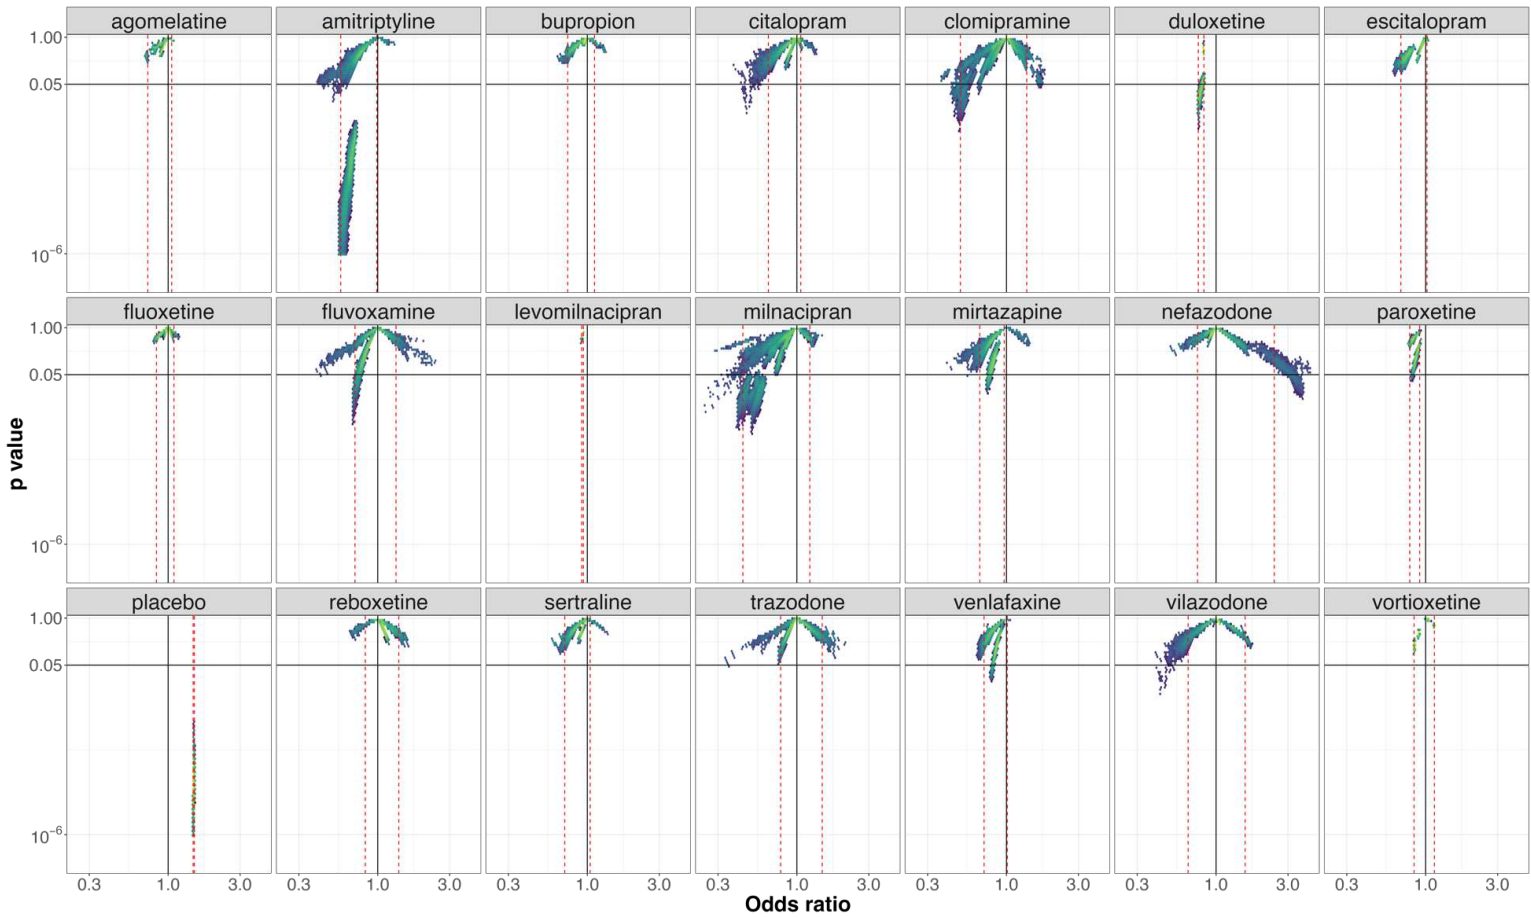 agomelatine amitriptyline bupropion citalopram clomipramine duloxetine escitalopram
1.00
0.05
10⁻⁶
fluoxetine fluvoxamine levomilnacipran milnacipran mirtazapine nefazodone paroxetine
1.00
0.05
10⁻⁶
p value
placebo reboxetine sertraline trazodone venlafaxine vilazodone vortioxetine
1.00
0.05
10⁻⁶
0.3 1.0 3.0 0.3 1.0 3.0 0.3 1.0 3.0 0.3 1.0 3.0 0.3 1.0 3.0 0.3 1.0 3.0 0.3 1.0 3.0
Odds ratio